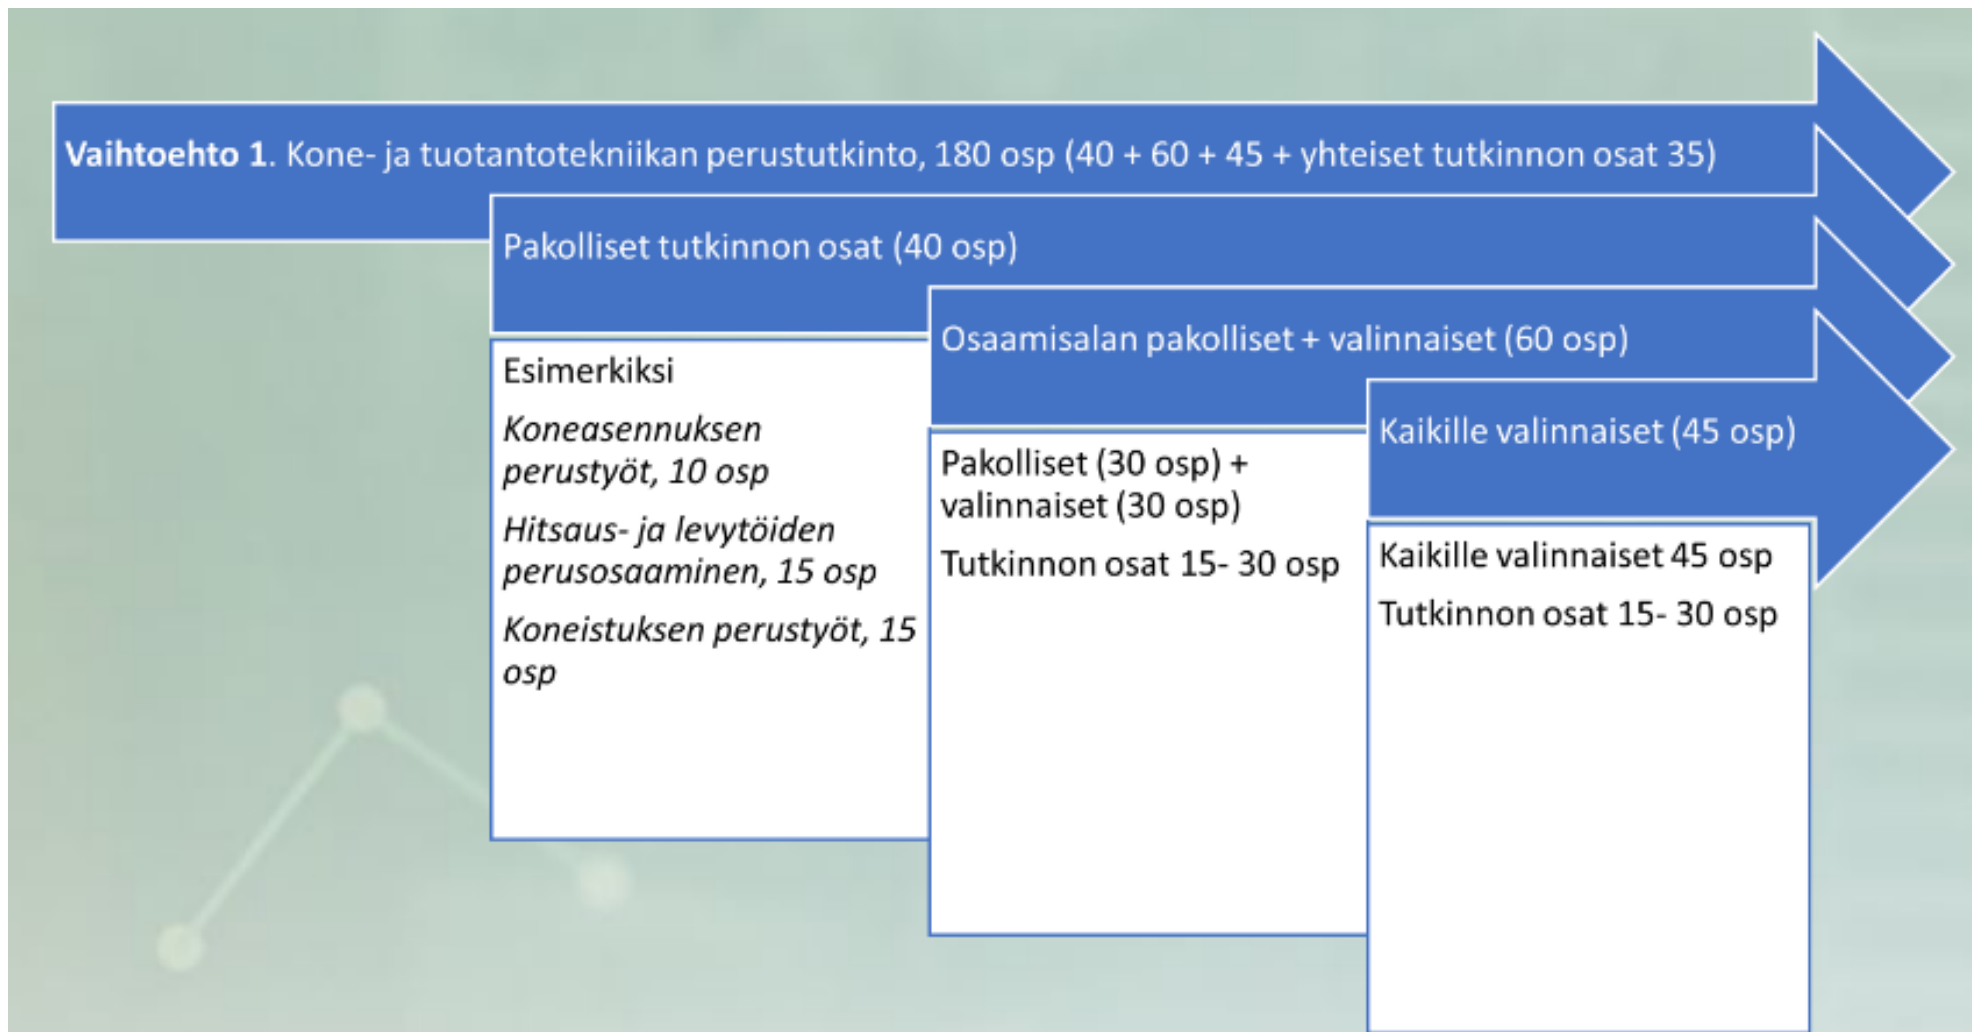 Vaihtoehto 1. Kone- ja tuotantotekniikan perustutkinto, 180 osp (40 + 60 + 45 + yhteiset tutkinnon osat 35)
Pakolliset tutkinnon osat (40 osp)
Esimerkiksi
Koneasennuksen
perustyöt, 10 osp
Hitsaus- ja levytöiden
perusosaaminen, 15 osp
Koneistuksen perustyöt, 15
osp
Osaamisalan pakolliset + valinnaiset (60 osp)
Pakolliset (30 osp) +
valinnaiset (30 osp)
Tutkinnon osat 15- 30 osp
Kaikille valinnaiset (45 osp)
Kaikille valinnaiset 45 osp
Tutkinnon osat 15- 30 osp